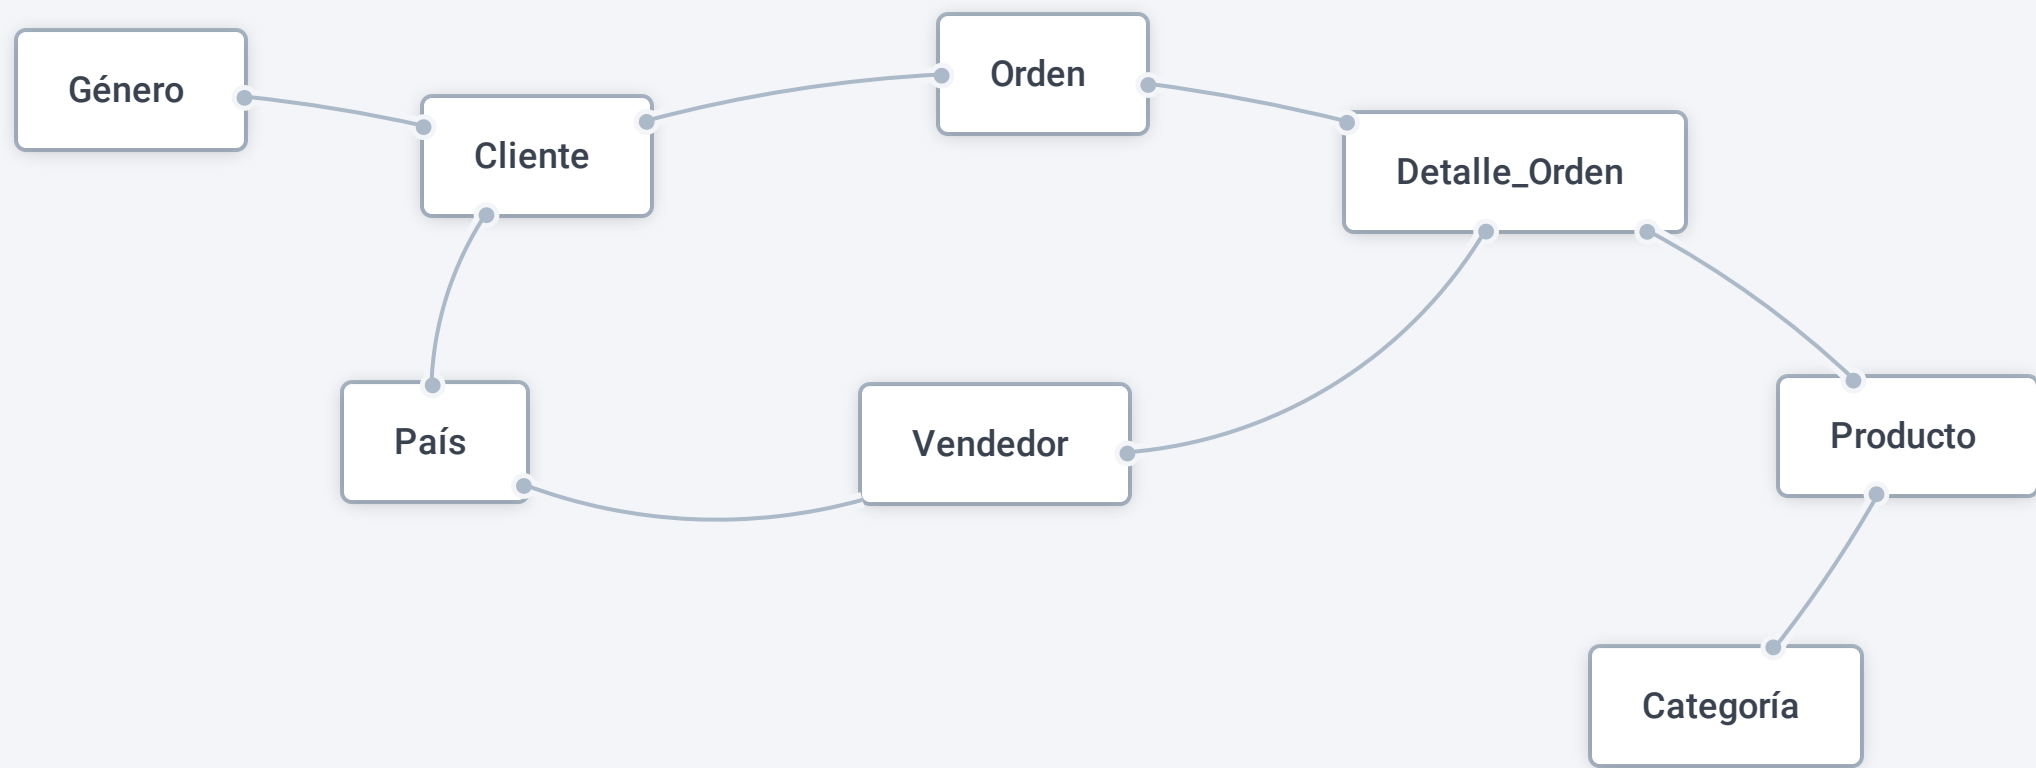 Género
Cliente
Orden
Detalle_Orden
País
Vendedor
Producto
Categoría